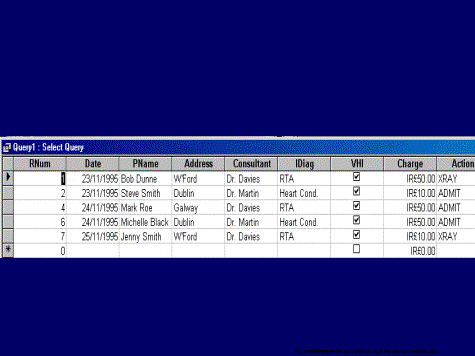 Query1 : Select Query
RNum Date PName Address Consultant IDiag VHI Charge Action
1 23/11/1995 Bob Dunne W'Ford Dr. Davies RTA IR£50.00 XRAY
2 23/11/1995 Steve Smith Dublin Dr. Martin Heart Cond. IR£10.00 ADMIT
4 24/11/1995 Mark Roe Galway Dr. Davies RTA IR£50.00 ADMIT
6 24/11/1995 Michelle Black Dublin Dr. Martin Heart Cond. IR£50.00 ADMIT
7 25/11/1995 Jenny Smith W'Ford Dr. Davies RTA IR£10.00 XRAY
0 IR£0.00